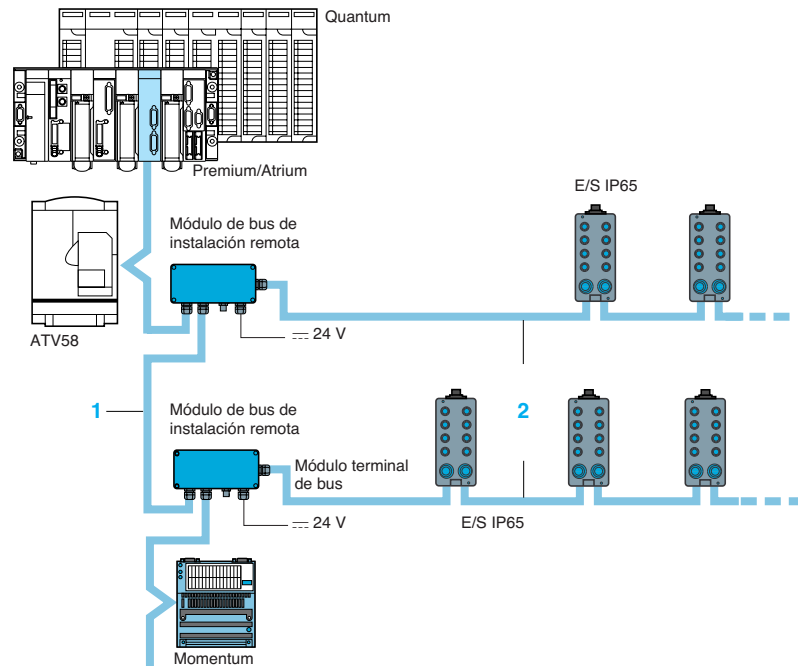 Quantum
Premium/Atrium
E/S IP65
Módulo de bus de
instalación remota
ATV58
24 V
1
2
Módulo de bus de
instalación remota
Módulo terminal
de bus
24 V
E/S IP65
Momentum